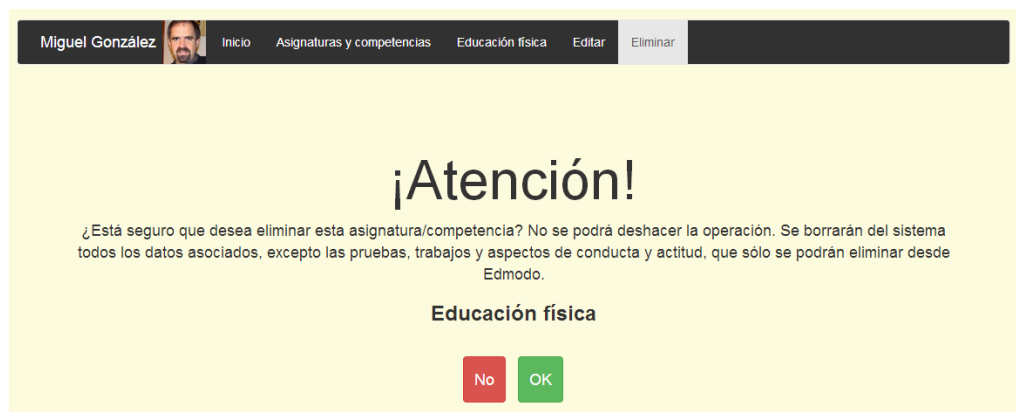 Miguel González Inicio Asignaturas y competencias Educación física Editar Eliminar
¡Atención!
¿Está seguro que desea eliminar esta asignatura/competencia? No se podrá deshacer la operación. Se borrarán del sistema
todos los datos asociados, excepto las pruebas, trabajos y aspectos de conducta y actitud, que sólo se podrán eliminar desde
Edmodo.
Educación física
No OK